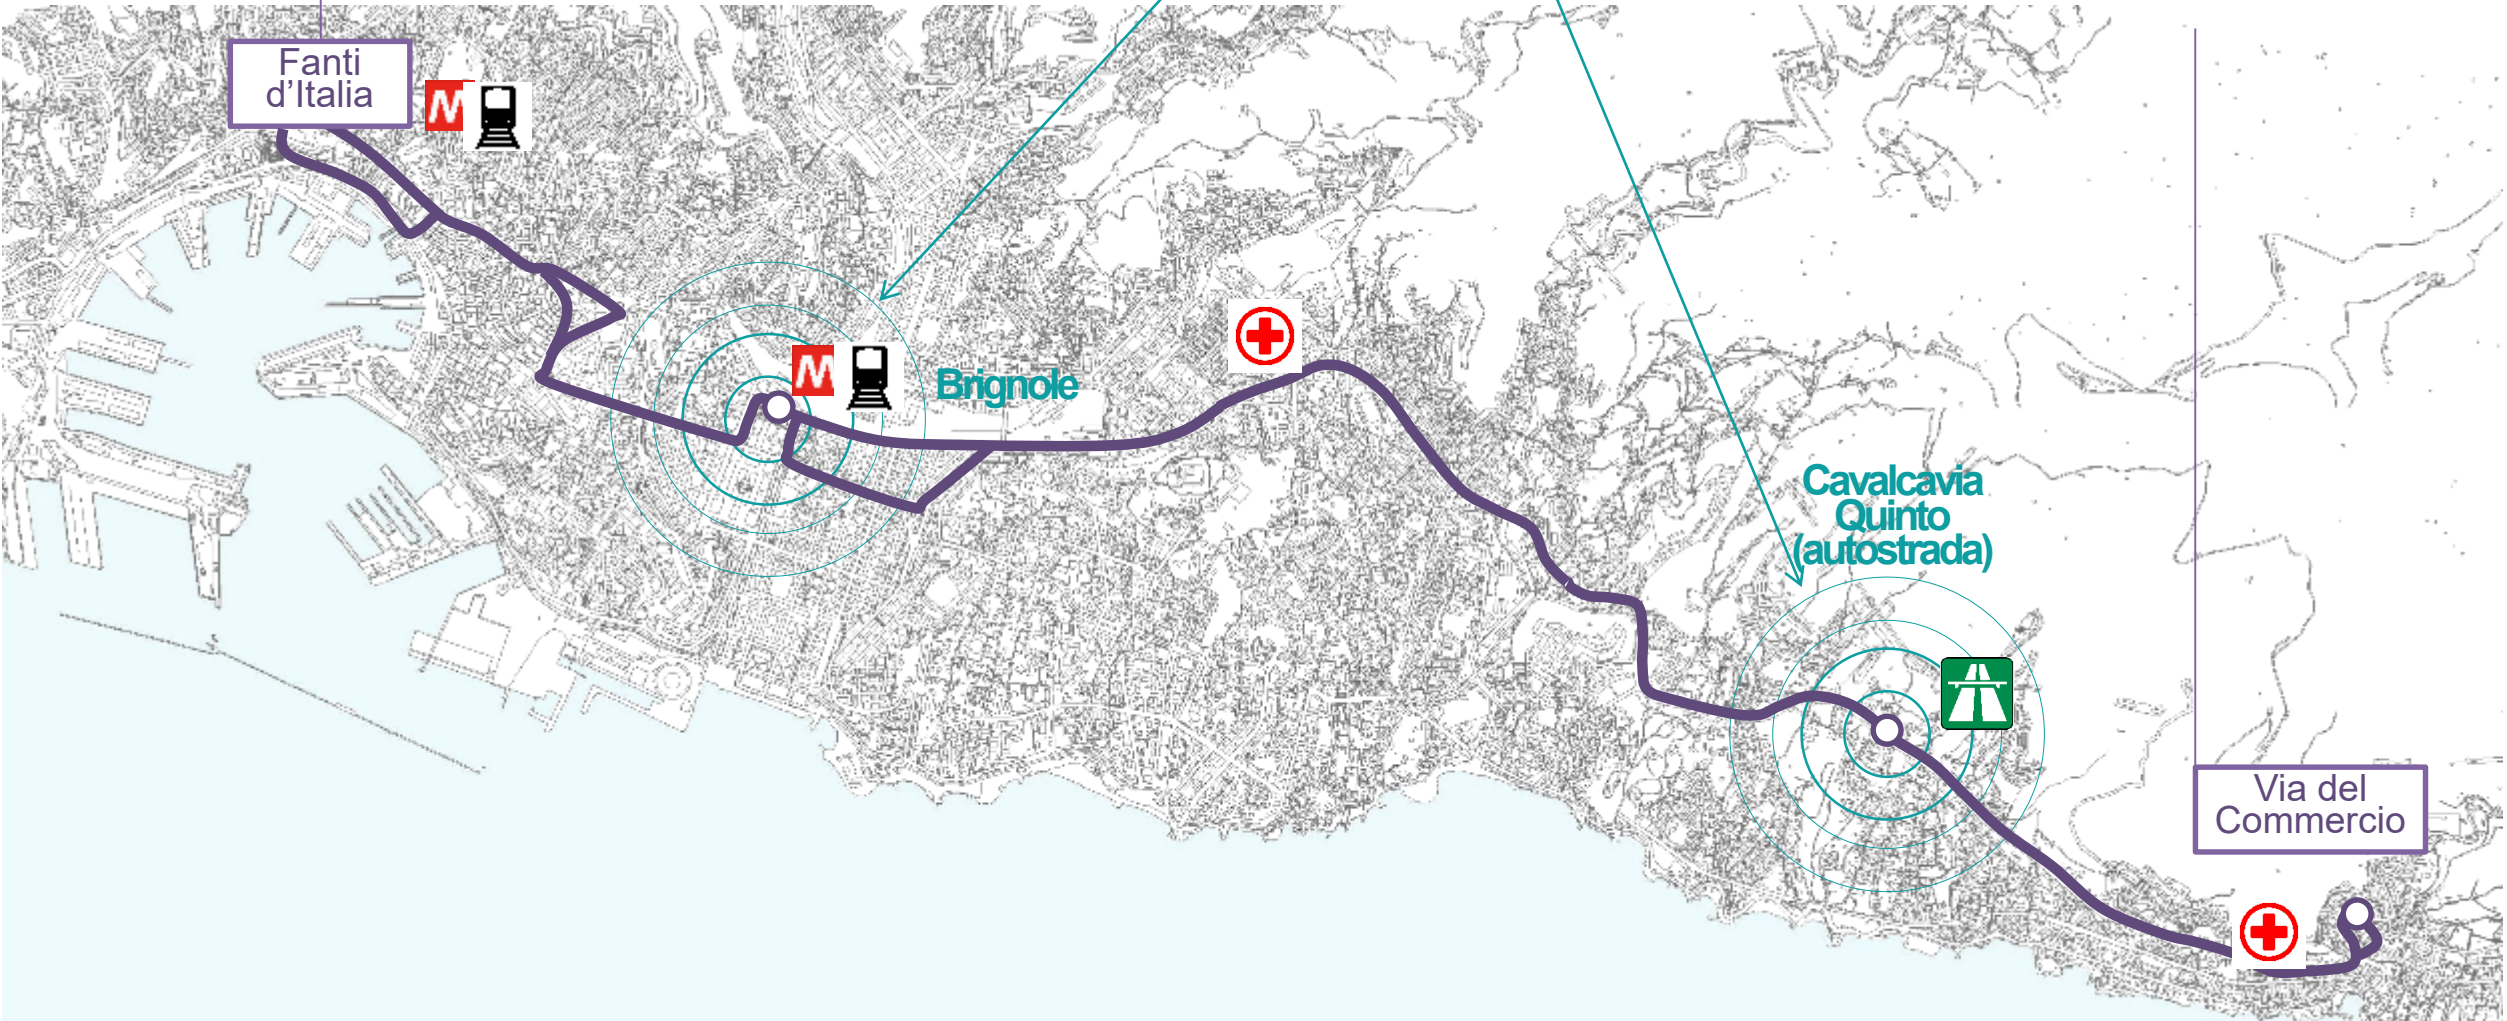 Fanti
d’Italia
M
M
Brignole
Cavalcavia
Quinto
(autostrada)
Via del
Commercio